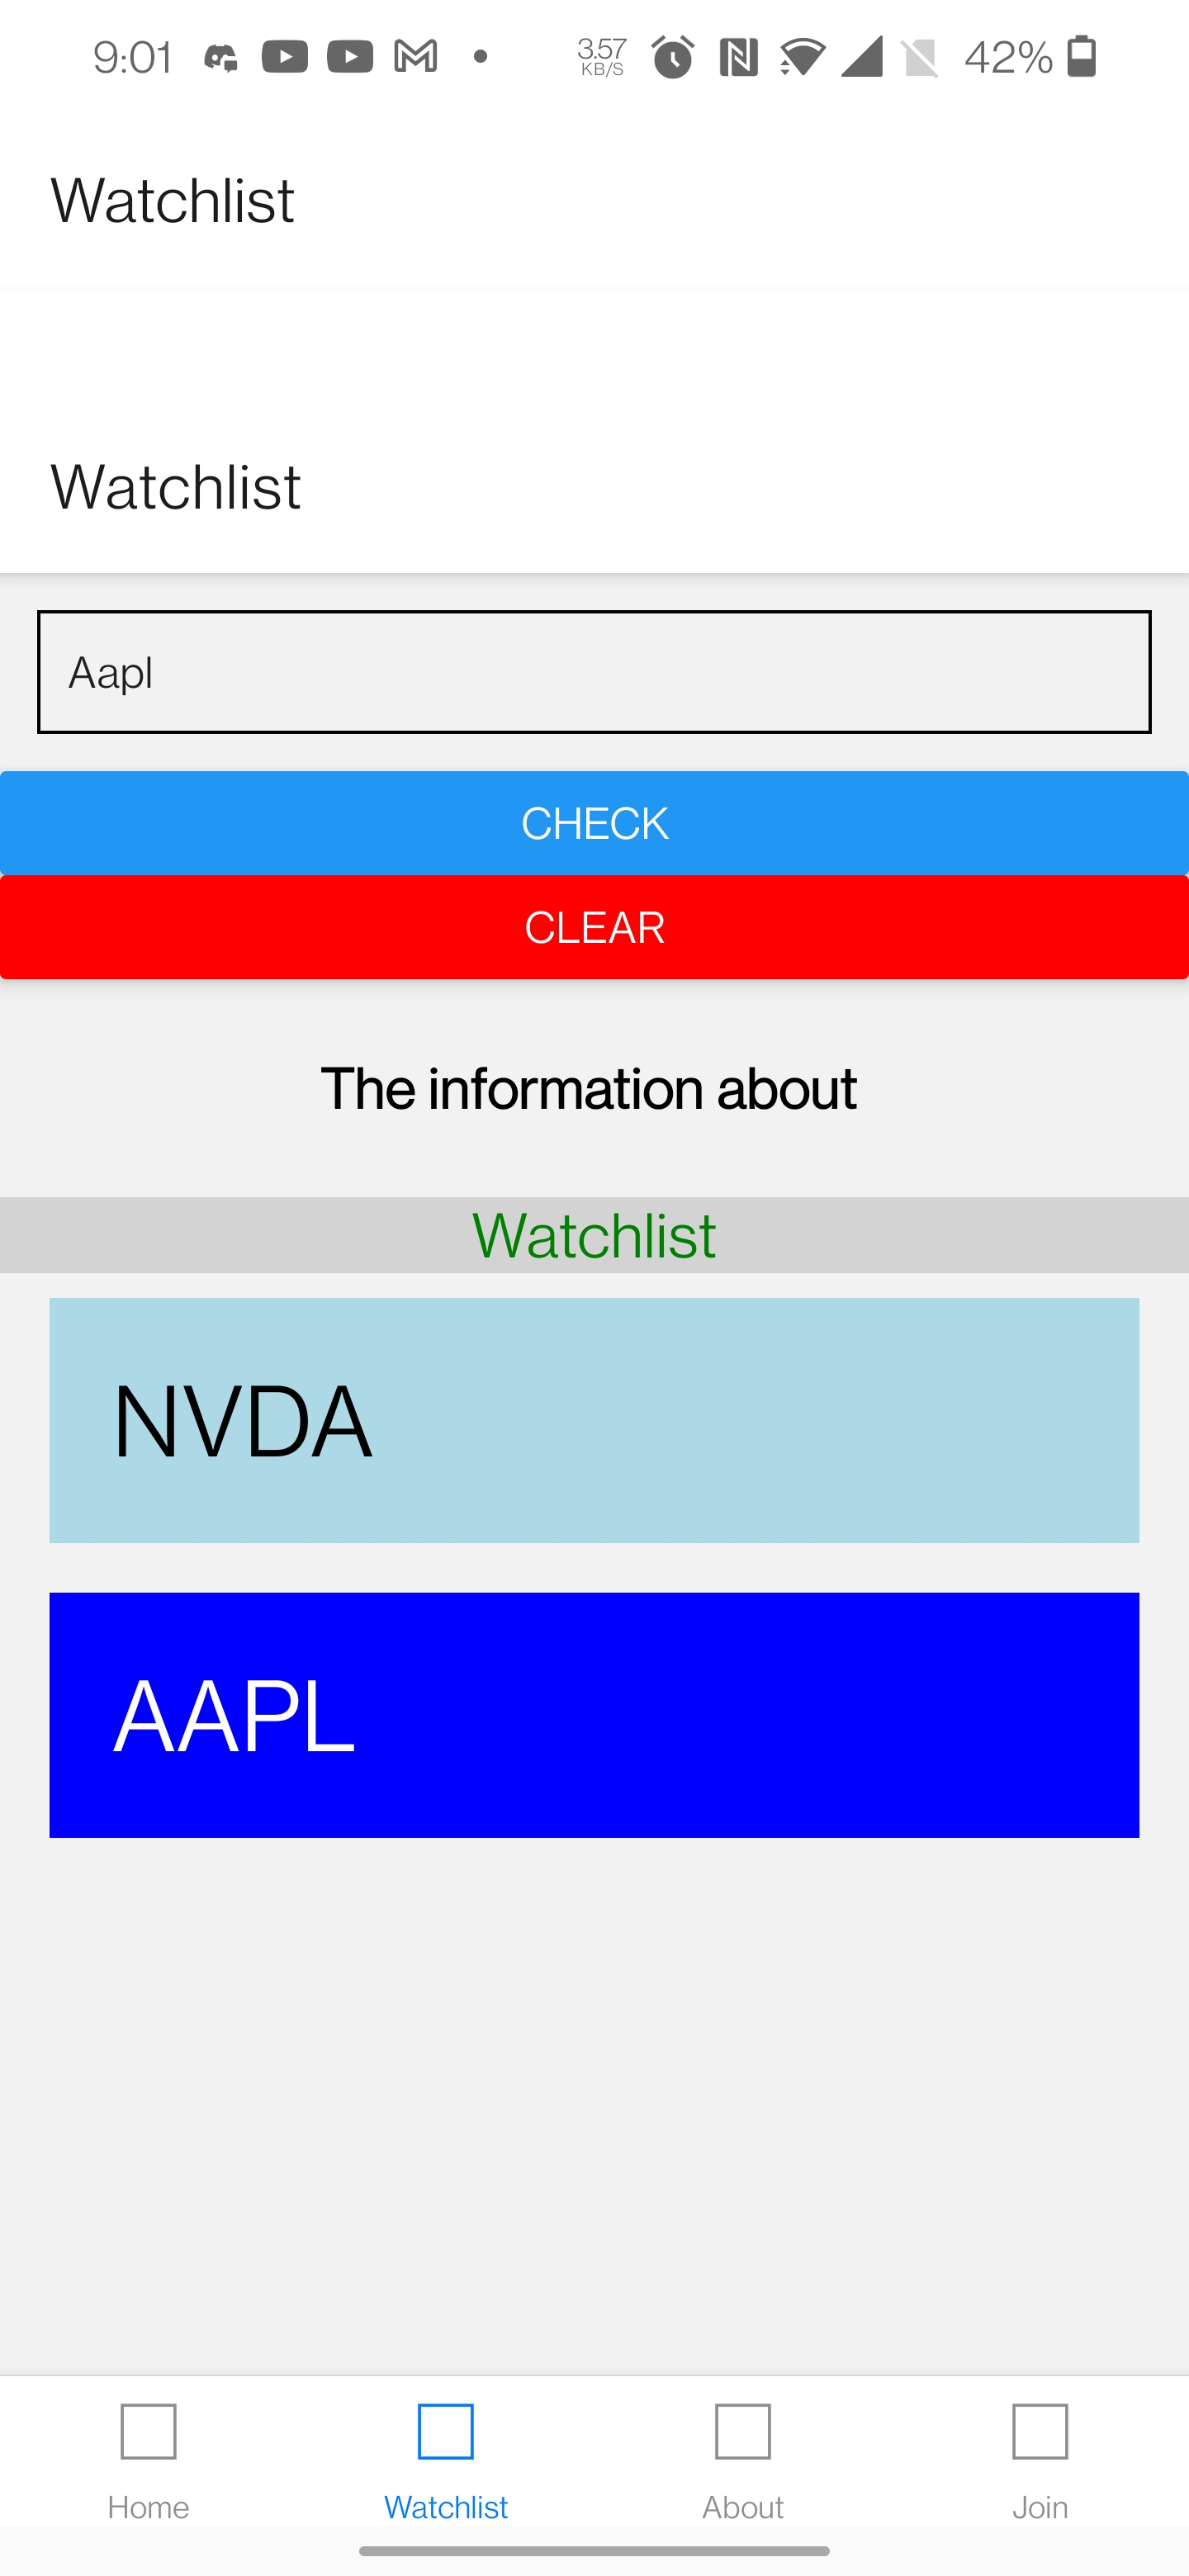 9:01 3.57 KB/S 42%
Watchlist
Watchlist
Aapl
CHECK
CLEAR
The information about
Watchlist
NVDA
AAPL
Home Watchlist About Join